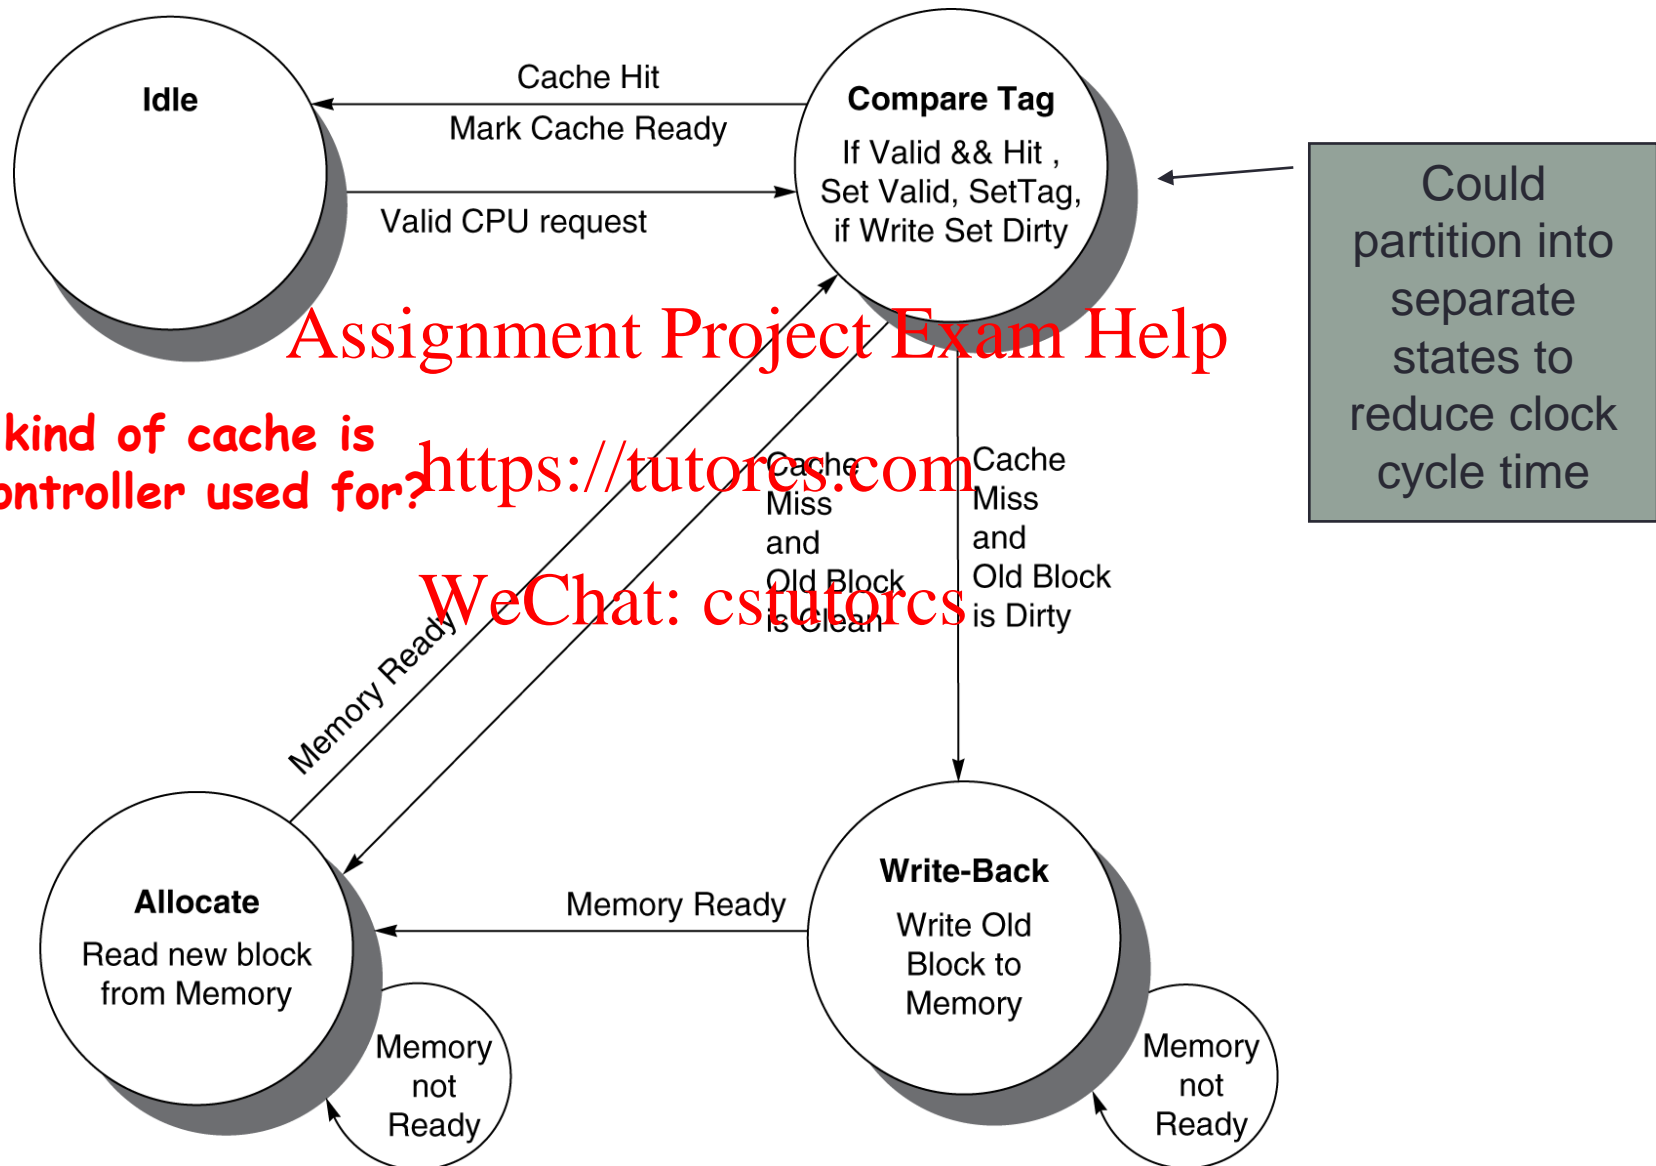 Idle
Cache Hit
Mark Cache Ready
Valid CPU request
Compare Tag
If Valid && Hit ,
Set Valid, SetTag,
if Write Set Dirty
Could
partition into
separate
states to
reduce clock
cycle time
Assignment Project Exam Help
kind of cache is
ontroller used for?
https://tutorcs.com
WeChat: cstutorcs
Cache
Miss
and
Old Block
is Clean
Cache
Miss
and
Old Block
is Dirty
Memory Ready
Allocate
Read new block
from Memory
Memory
not
Ready
Memory Ready
Write-Back
Write Old
Block to
Memory
Memory
not
Ready